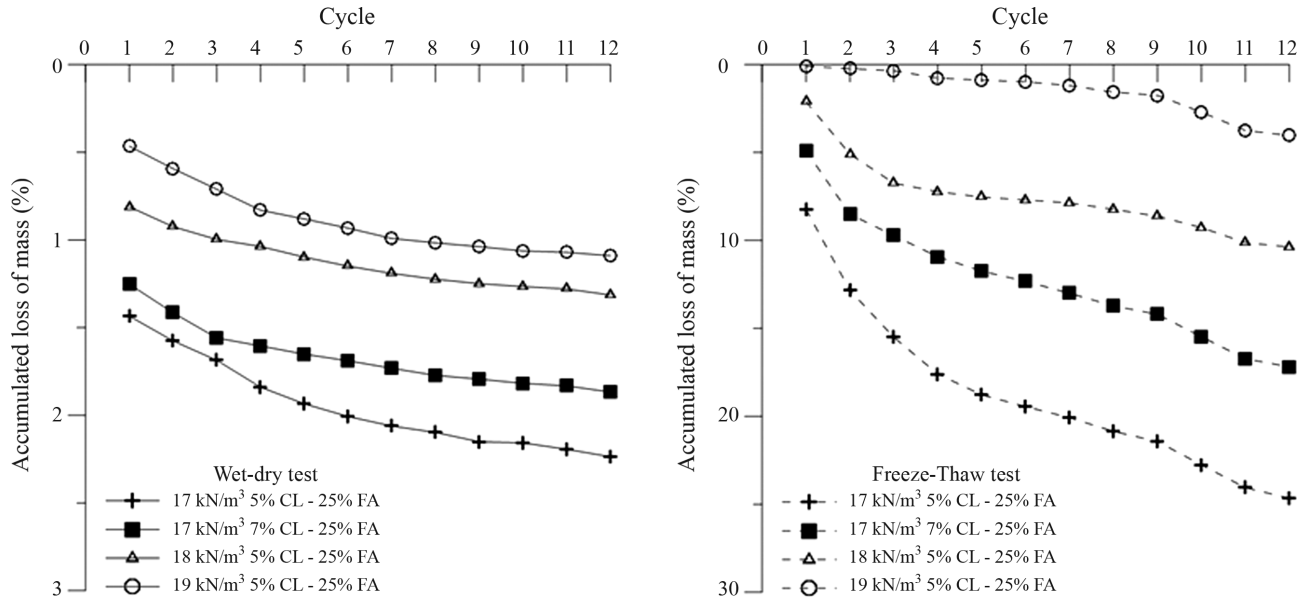 Cycle
0 1 2 3 4 5 6 7 8 9 10 11 12
0
1
2
3
Accumulated loss of mass (%)
Wet-dry test
17 kN/m³ 5% CL - 25% FA
17 kN/m³ 7% CL - 25% FA
18 kN/m³ 5% CL - 25% FA
19 kN/m³ 5% CL - 25% FA
Cycle
0 1 2 3 4 5 6 7 8 9 10 11 12
0
10
20
30
Accumulated loss of mass (%)
Freeze-Thaw test
17 kN/m³ 5% CL - 25% FA
17 kN/m³ 7% CL - 25% FA
18 kN/m³ 5% CL - 25% FA
19 kN/m³ 5% CL - 25% FA